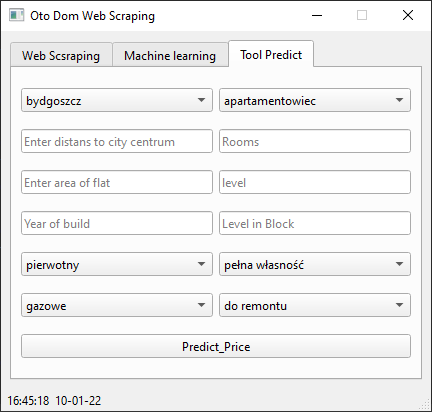 Oto Dom Web Scraping
Web Scsraping Machine learning Tool Predict
bydgoszcz apartamentowiec
Enter distans to city centrum Rooms
Enter area of flat level
Year of build Level in Block
pierwotny pełna własność
gazowe do remontu
Predict_Price
16:45:18 10-01-22